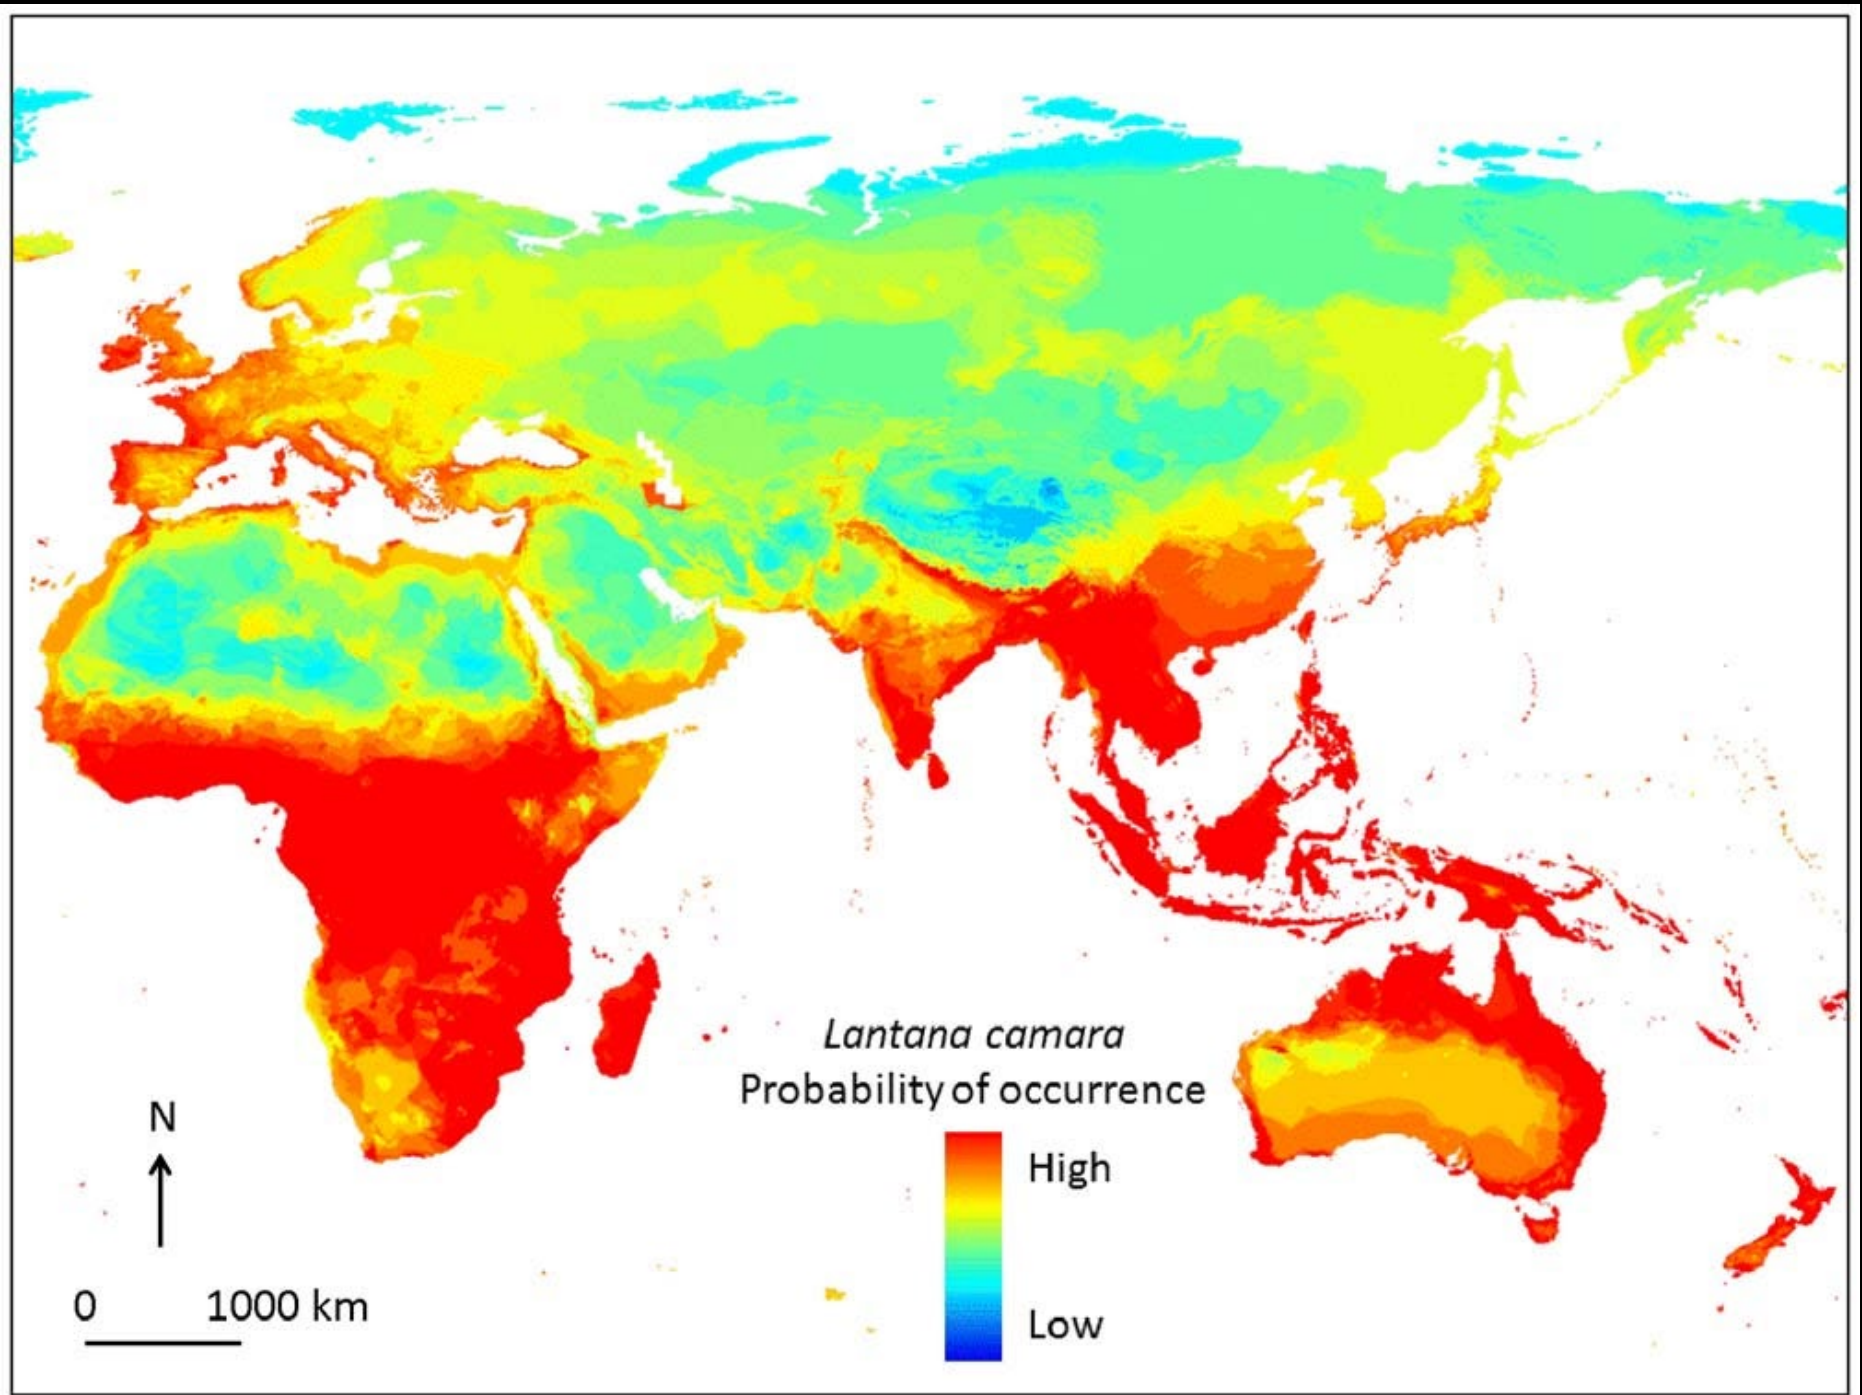 Lantana camara
Probability of occurrence
High
Low
N
0 1000 km